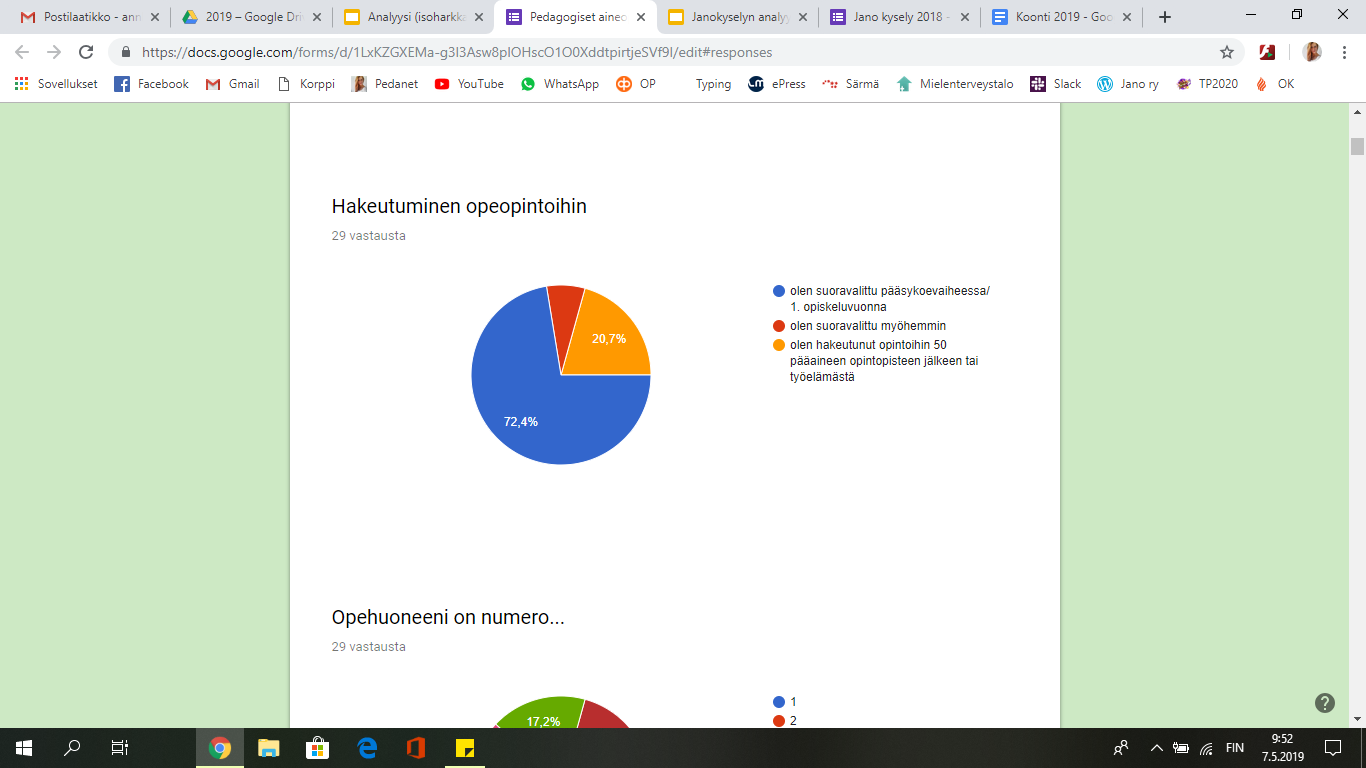 Postilaatikko - ann
2019 – Google Driv
Analyysi (isoharkka
Pedagogiset aineo
Janokyselyn analyy
Jano kysely 2018 -
Koonti 2019 - Goo
https://docs.google.com/forms/d/1LxKZGXEMa-g3I3Asw8plOHscO1O0XddtpirtjeSVf9I/edit#responses
Sovellukset Facebook Gmail Korppi Pedanet YouTube WhatsApp OP Typing ePress Särmä Mielenterveystalo Slack Jano ry TP2020 OK
Hakeutuminen opeopintoihin
29 vastausta
20,7%
72,4%
olen suoravalittu pääsykoevaiheessa/
1. opiskeluvuonna
olen suoravalittu myöhemmin
olen hakeutunut opintoihin 50
pääaineen opintopisteen jälkeen tai
työelämästä
Opehuoneeni on numero...
29 vastausta
17,2%
1
2
FIN
9:52
7.5.2019